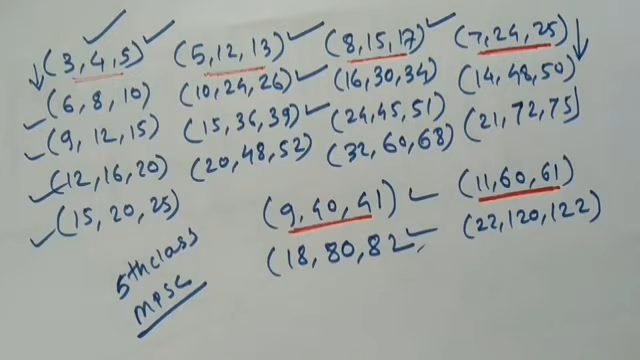 (3,4,5) (5,12,13) (8,15,17) (7,24,25)
(6,8,10) (10,24,26) (16,30,34) (14,48,50)
(9,12,15) (15,36,39) (24,45,51) (21,72,75)
(12,16,20) (20,48,52) (32,60,68)
(15,20,25) (9,40,41) (11,60,61)
(18,80,82 (22,120,122)
5th class
MPSC